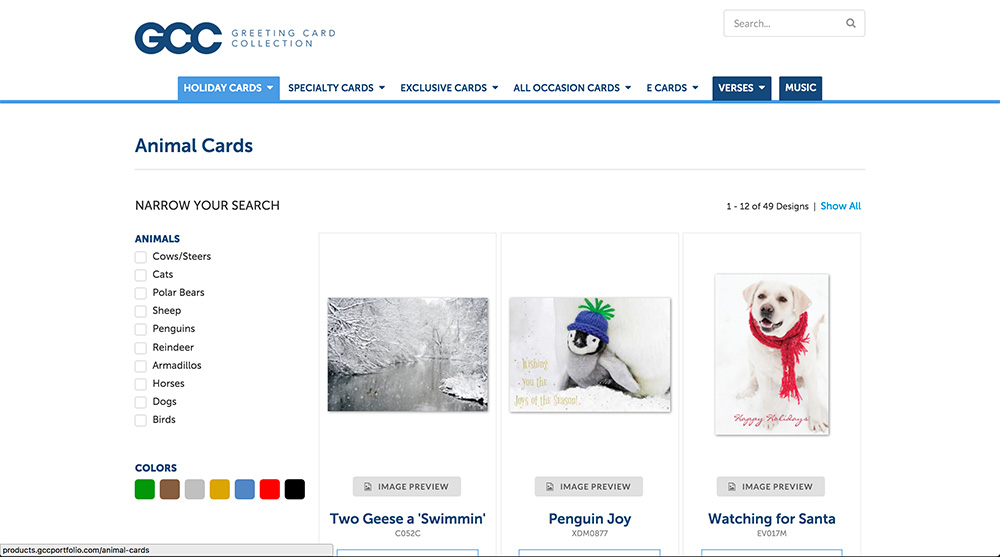 GCC GREETING CARD
COLLECTION
Search...
HOLIDAY CARDS SPECIALTY CARDS EXCLUSIVE CARDS ALL OCCASION CARDS E CARDS VERSES MUSIC
Animal Cards
NARROW YOUR SEARCH
1 - 12 of 49 Designs | Show All
ANIMALS
Cows/Steers
Cats
Polar Bears
Sheep
Penguins
Reindeer
Armadillos
Horses
Dogs
Birds
COLORS
Wishing
you the
Joys of the Season!
Happy Holidays
IMAGE PREVIEW IMAGE PREVIEW IMAGE PREVIEW
Two Geese a 'Swimmin' Penguin Joy Watching for Santa
C052C XDM0877 EV017M
products.gccportfolio.com/animal-cards